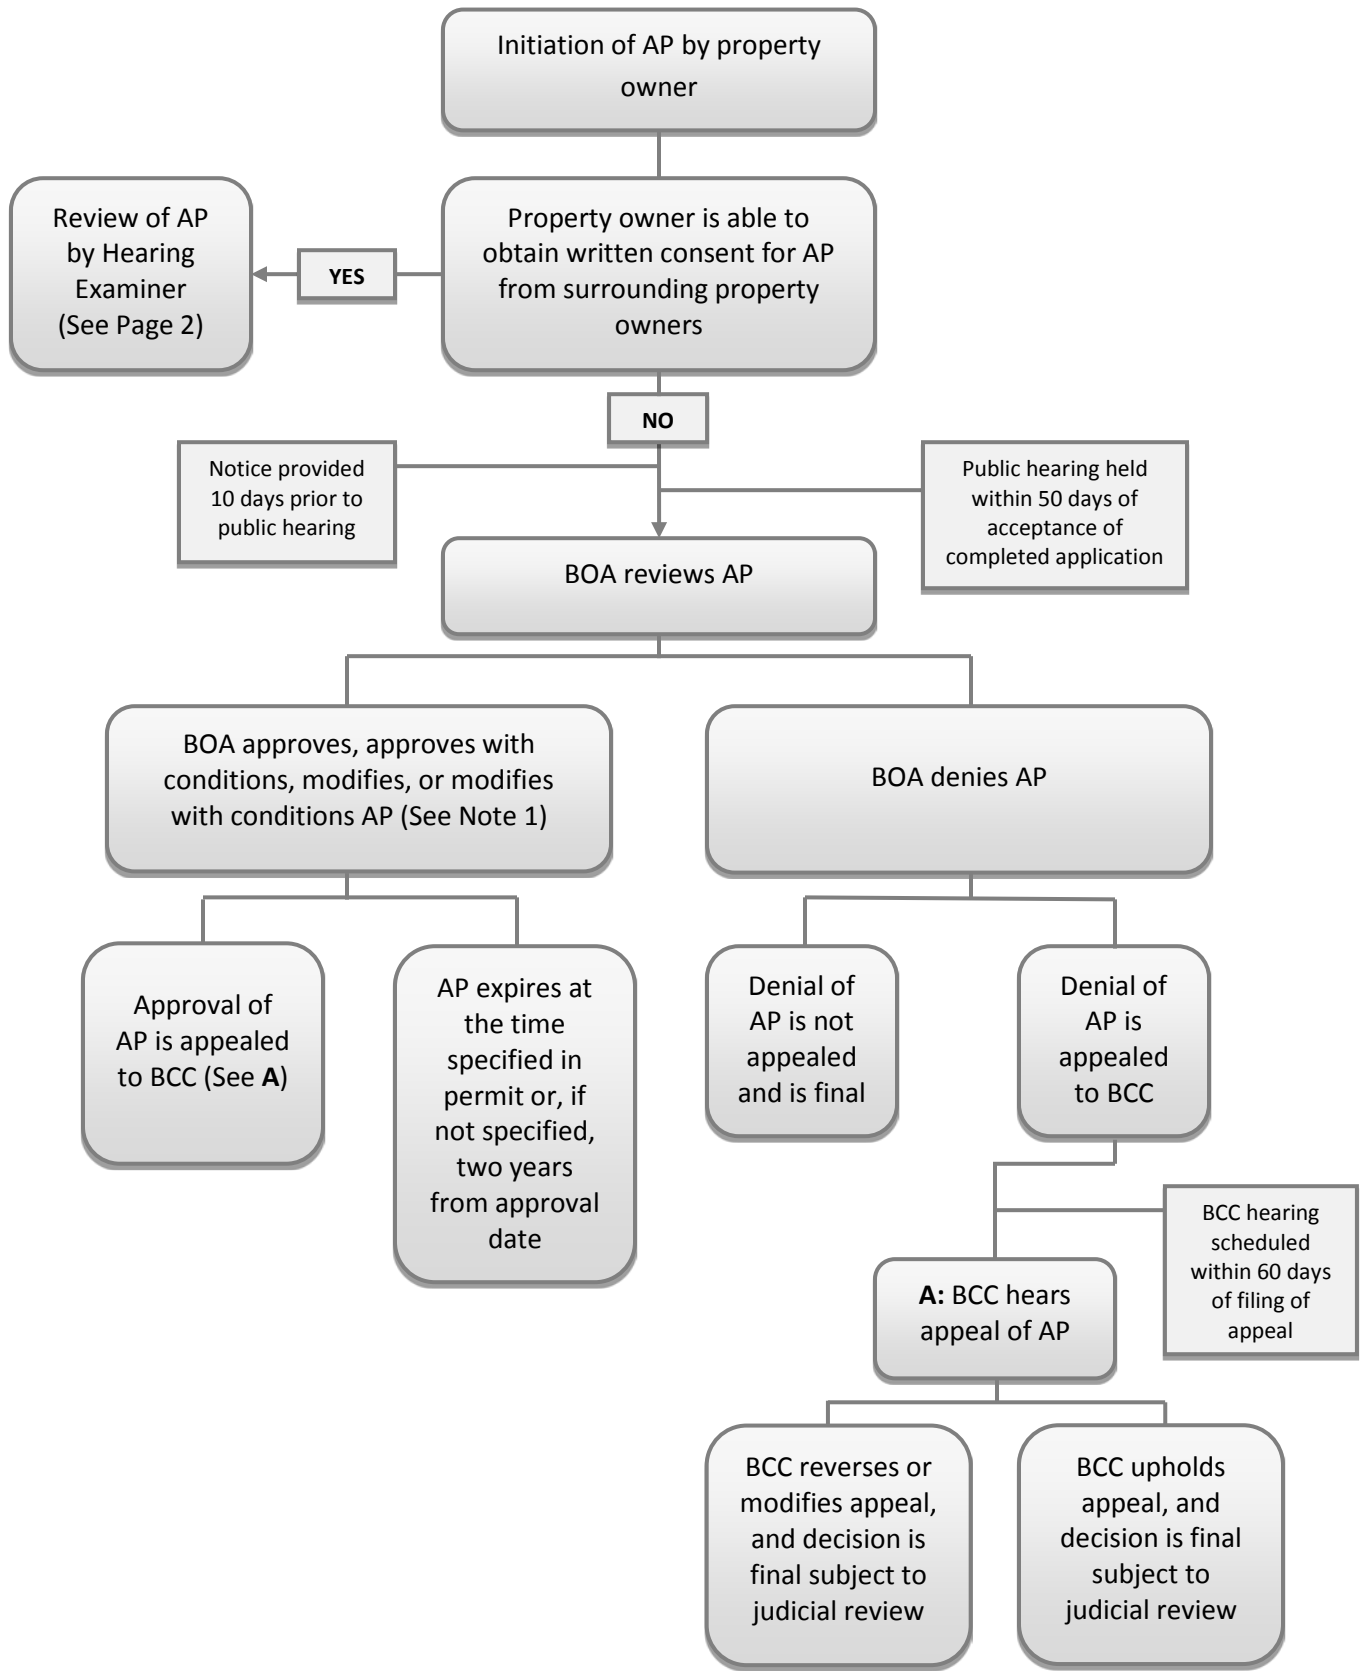 Initiation of AP by property
owner
Review of AP
by Hearing
Examiner
(See Page 2)
YES
Property owner is able to
obtain written consent for AP
from surrounding property
owners
NO
Notice provided
10 days prior to
public hearing
Public hearing held
within 50 days of
acceptance of
completed application
BOA reviews AP
BOA approves, approves with
conditions, modifies, or modifies
with conditions AP (See Note 1)
BOA denies AP
Approval of
AP is appealed
to BCC (See A)
AP expires at
the time
specified in
permit or, if
not specified,
two years
from approval
date
Denial of
AP is not
appealed
and is final
Denial of
AP is
appealed
to BCC
BCC hearing
scheduled
within 60 days
of filing of
appeal
A: BCC hears
appeal of AP
BCC reverses or
modifies appeal,
and decision is
final subject to
judicial review
BCC upholds
appeal, and
decision is final
subject to
judicial review